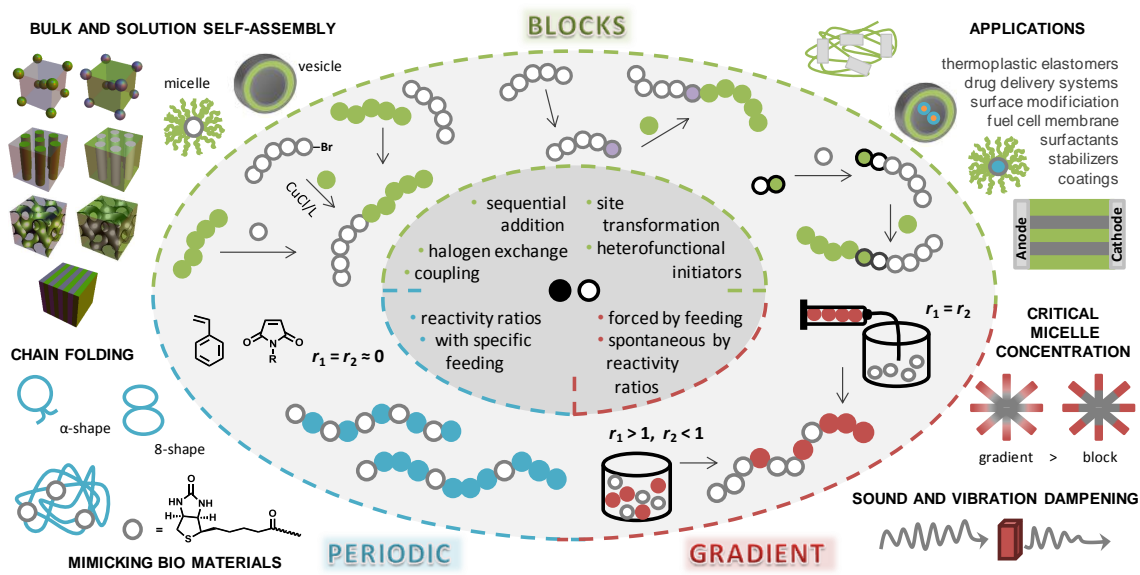 BLOCKS
BULK AND SOLUTION SELF-ASSEMBLY
micelle
vesicle
Br
CuCl/L
APPLICATIONS
thermoplastic elastomers
drug delivery systems
surface modificiation
fuel cell membrane
surfactants
stabilizers
coatings
Anode
Cathode
sequential
addition
halogen exchange
coupling
site
transformation
heterofunctional
initiators
reactivity ratios
with specific
feeding
forced by feeding
spontaneous by
reactivity
ratios
O
N
O
R
r1 = r2 ≈ 0
r1 = r2
r1 > 1, r2 < 1
CHAIN FOLDING
α-shape
8-shape
=
O
HN
NH
H
H
S
O
MIMICKING BIO MATERIALS
PERIODIC
GRADIENT
CRITICAL
MICELLE
CONCENTRATION
gradient > block
SOUND AND VIBRATION DAMPENING